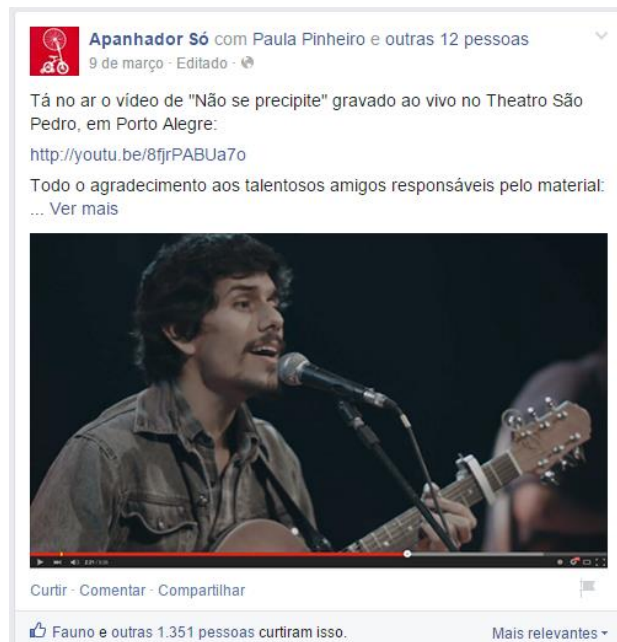 Apanhador Só com Paula Pinheiro e outras 12 pessoas
9 de março · Editado ·
Tá no ar o vídeo de "Não se precipite" gravado ao vivo no Theatro São
Pedro, em Porto Alegre:
http://youtu.be/8fjrPABUa7o
Todo o agradecimento aos talentosos amigos responsáveis pelo material:
... Ver mais
Curtir · Comentar · Compartilhar
Fauno e outras 1.351 pessoas curtiram isso. Mais relevantes